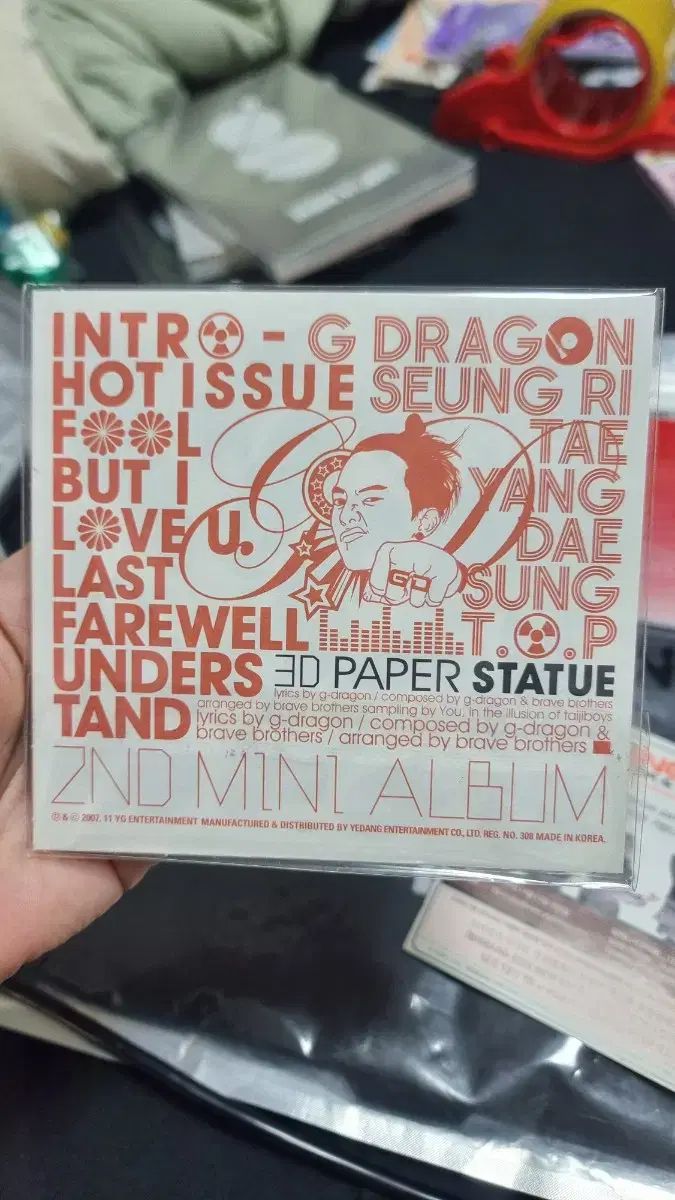 INTRO - G DRAGON
HOT ISSUE SEUNG RI
FOOL TAE
BUT I YANG
LOVE U. DAE
LAST SUNG
FAREWELL T.O.P
GD
UNDERS 3D PAPER STATUE
TAND
lyrics by g-dragon / composed by g-dragon & brave brothers
arranged by brave brothers sampling by You, in the illusion of taijiboys
lyrics by g-dragon / composed by g-dragon &
brave brothers / arranged by brave brothers
2ND MINI ALBUM
℗ & © 2007. 11 YG ENTERTAINMENT MANUFACTURED & DISTRIBUTED BY YEDANG ENTERTAINMENT CO., LTD. REG. NO. 308 MADE IN KOREA.